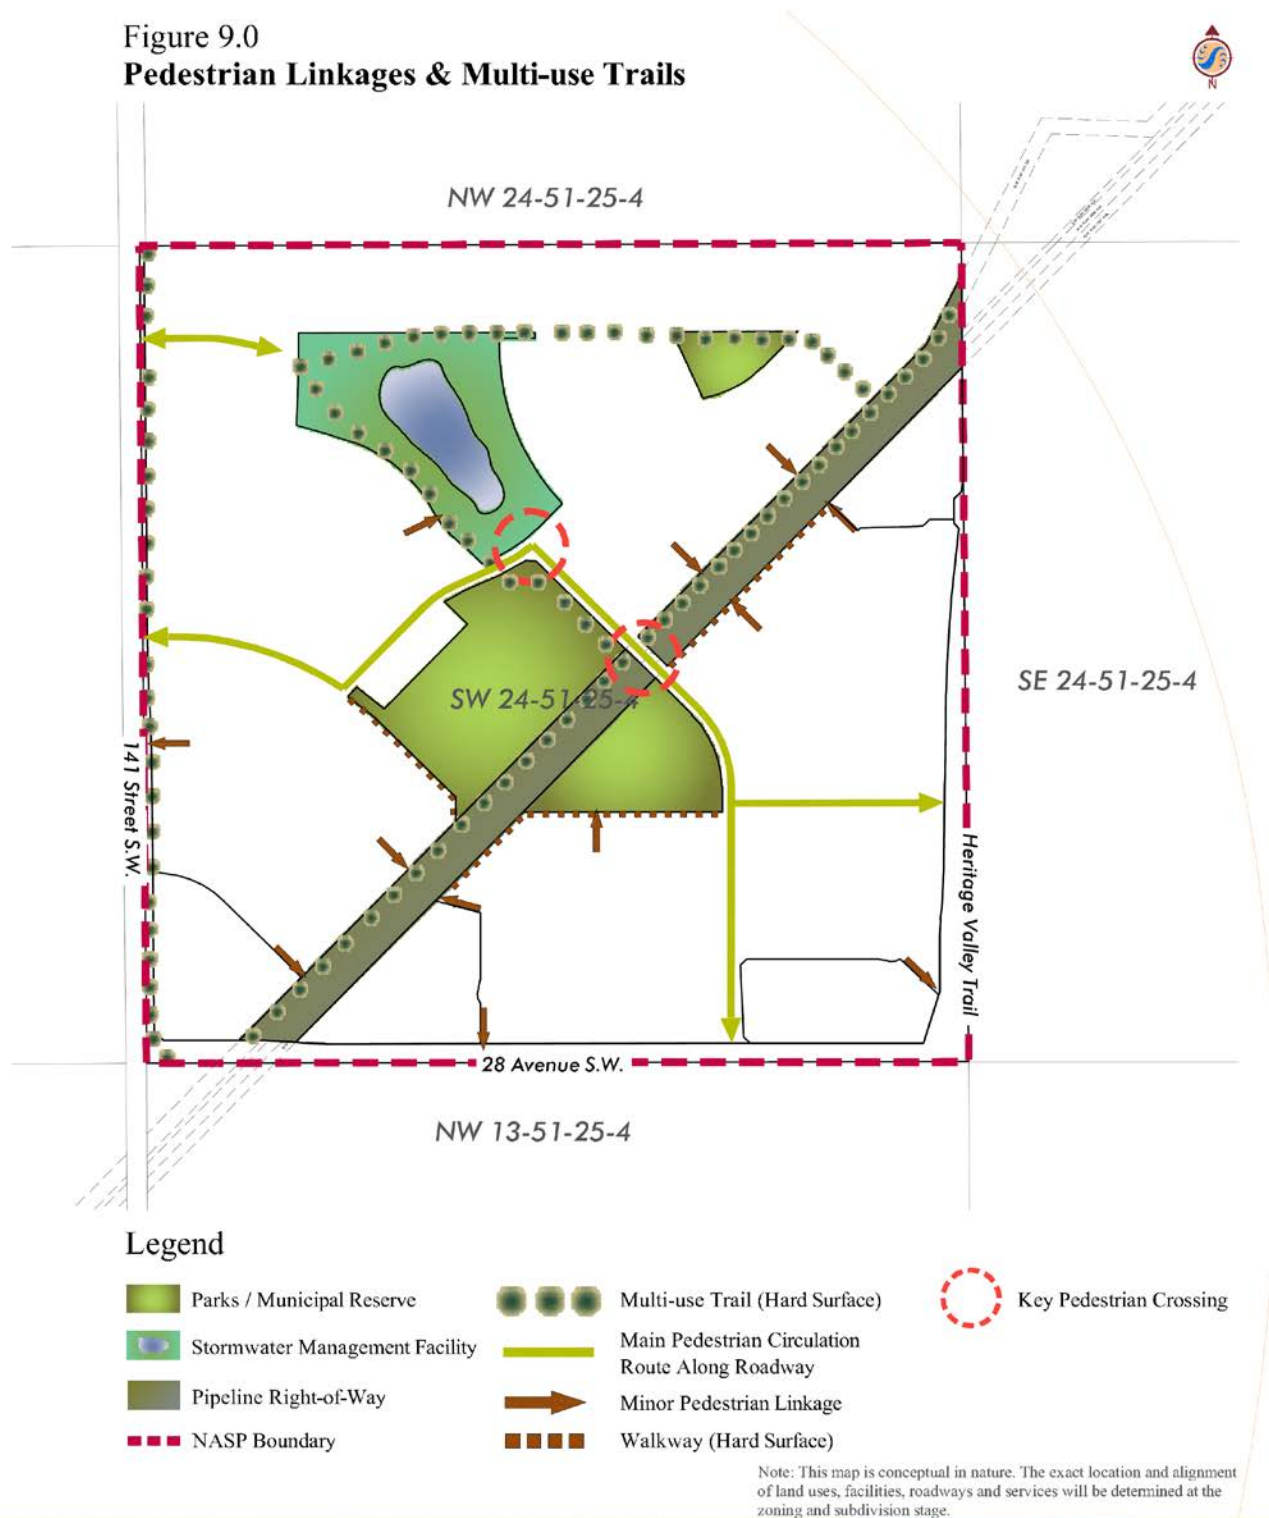 Figure 9.0
Pedestrian Linkages & Multi-use Trails
N
NW 24-51-25-4
SW 24-51-25-4
SE 24-51-25-4
141 Street S.W.
Heritage Valley Trail
28 Avenue S.W.
NW 13-51-25-4
Legend
Parks / Municipal Reserve
Stormwater Management Facility
Pipeline Right-of-Way
NASP Boundary
Multi-use Trail (Hard Surface)
Main Pedestrian Circulation
Route Along Roadway
Minor Pedestrian Linkage
Walkway (Hard Surface)
Key Pedestrian Crossing
Note: This map is conceptual in nature. The exact location and alignment
of land uses, facilities, roadways and services will be determined at the
zoning and subdivision stage.